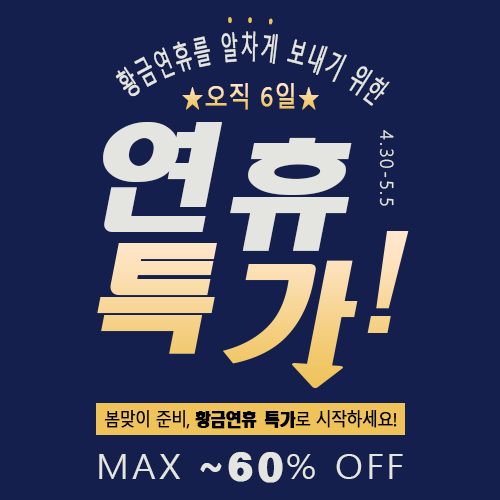 황금연휴를 알차게 보내기 위한
★오직 6일★
4.30-5.5
연휴
특가!
봄맞이 준비, 황금연휴 특가로 시작하세요!
MAX ~60% OFF